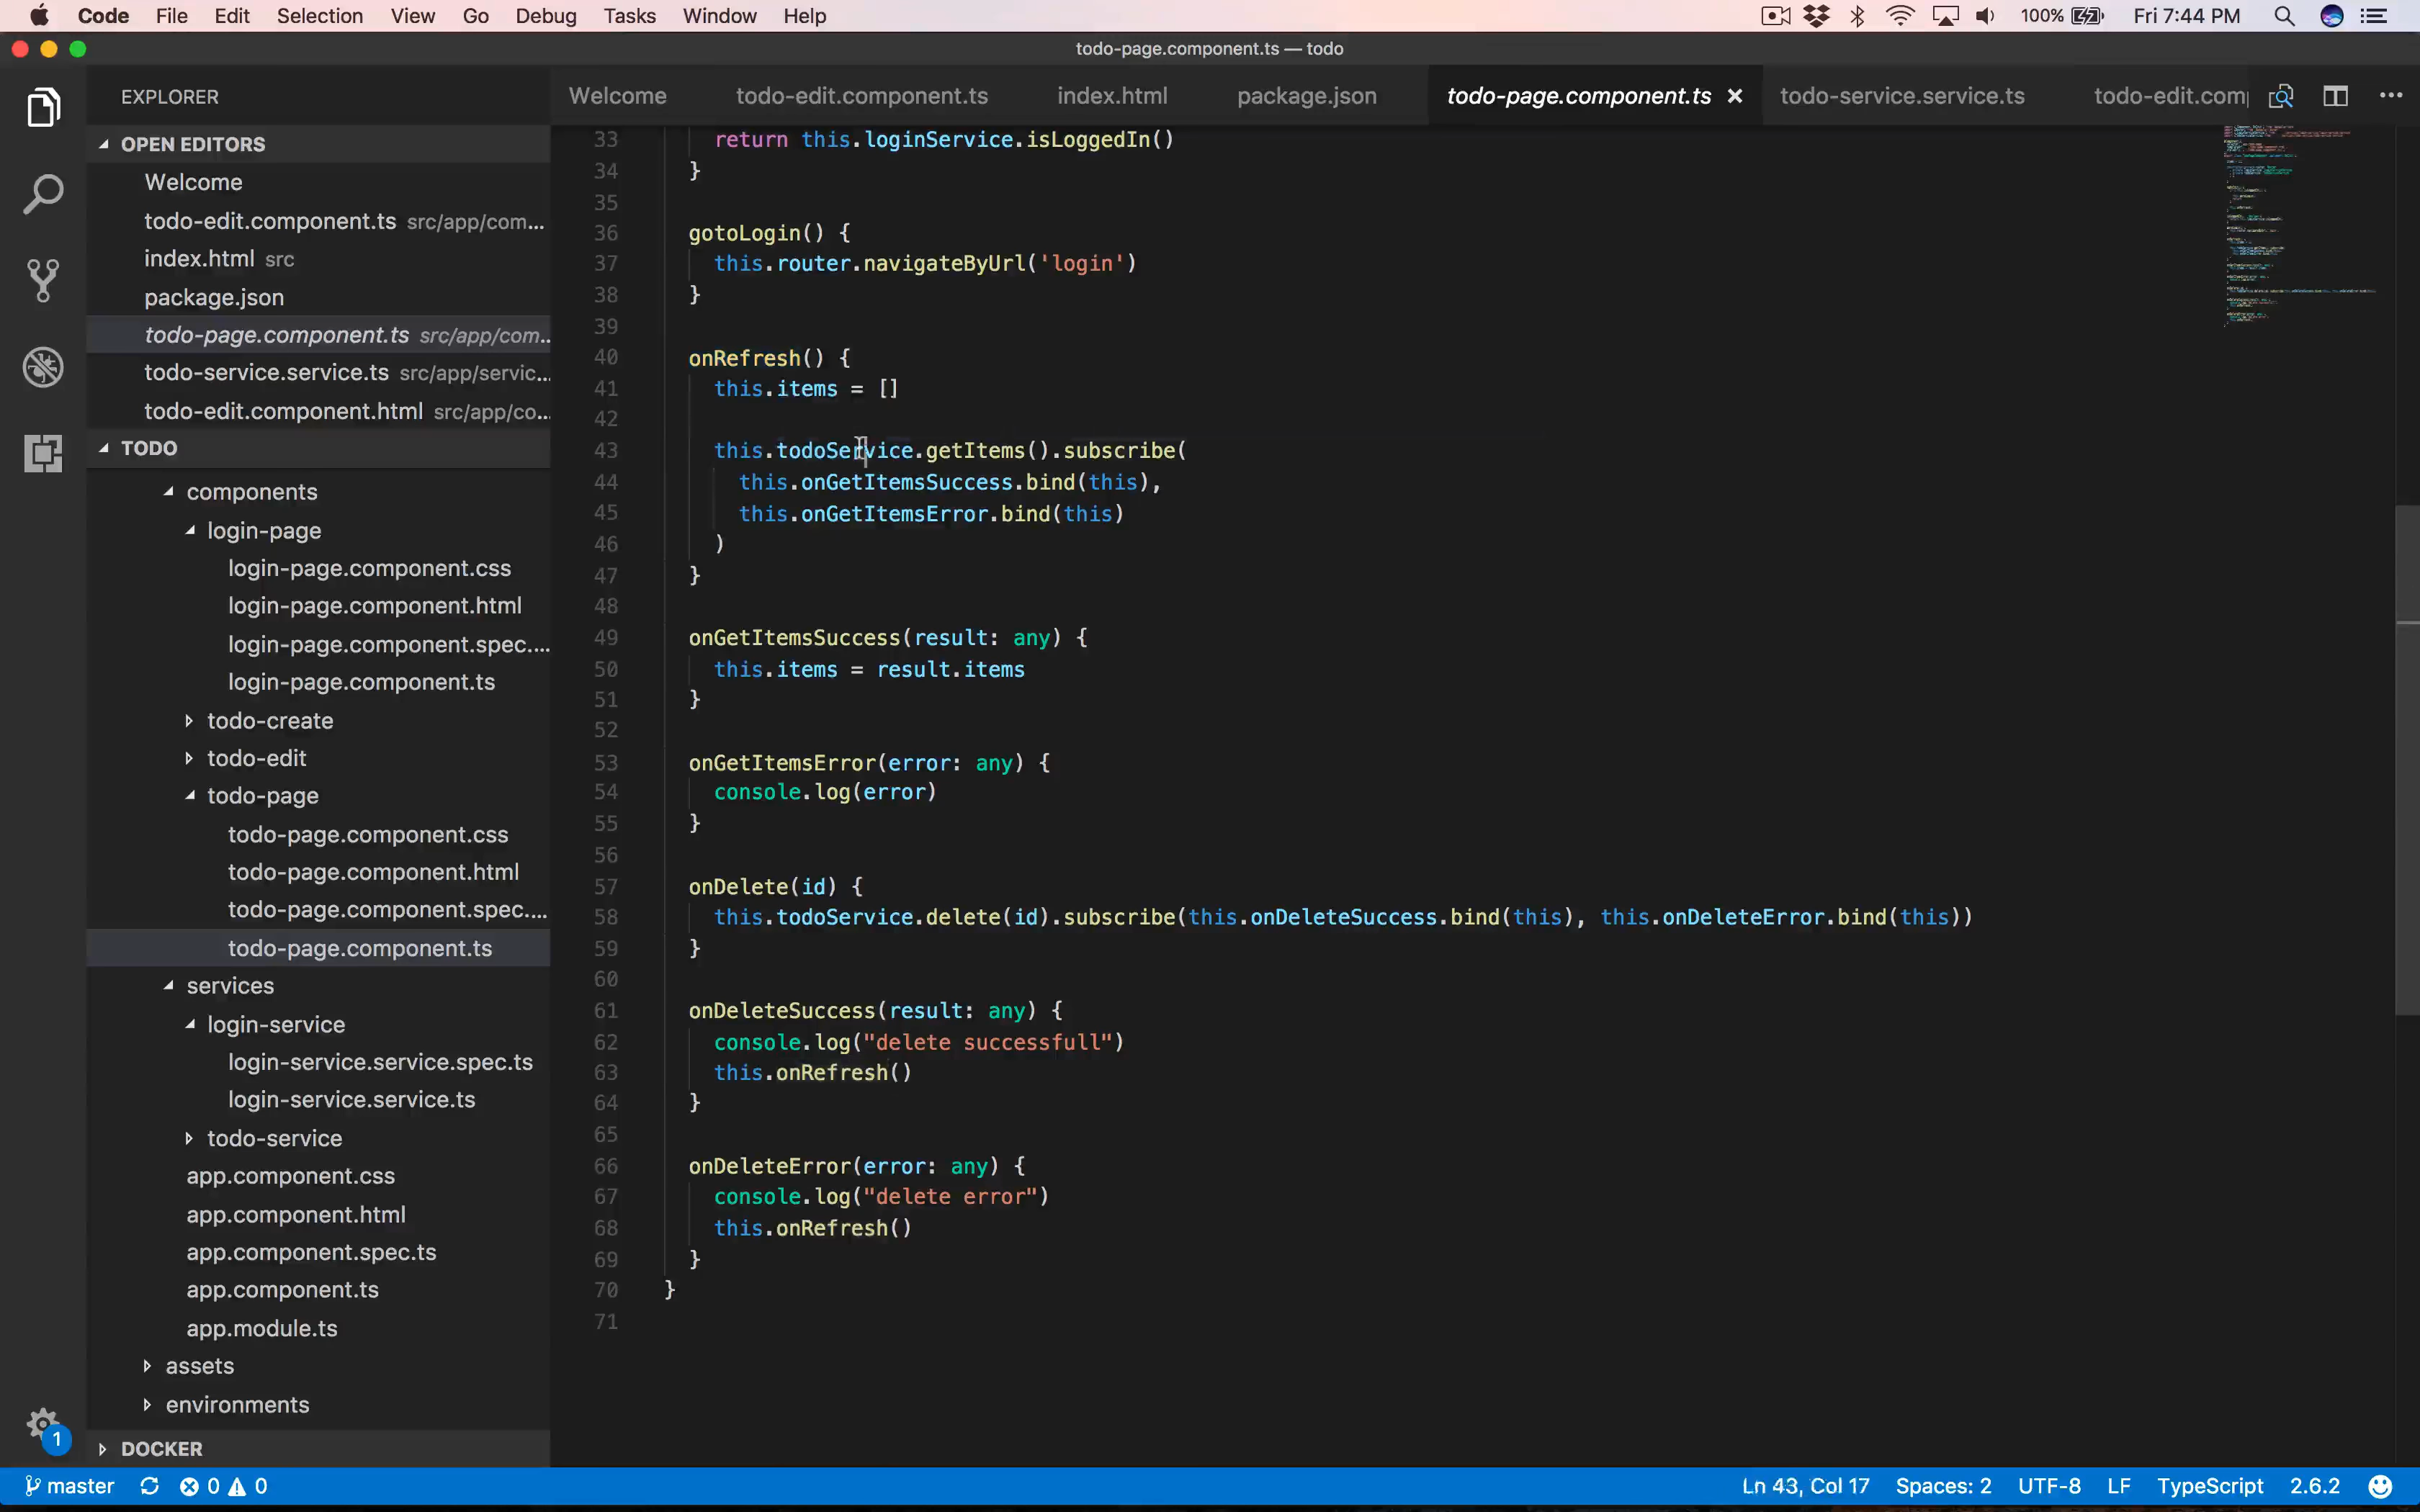 Code File Edit Selection View Go Debug Tasks Window Help 100% Fri 7:44 PM
todo-page.component.ts — todo
EXPLORER
OPEN EDITORS
Welcome
todo-edit.component.ts src/app/com...
index.html src
package.json
todo-page.component.ts src/app/com...
todo-service.service.ts src/app/servic...
todo-edit.component.html src/app/co...
TODO
components
login-page
login-page.component.css
login-page.component.html
login-page.component.spec....
login-page.component.ts
todo-create
todo-edit
todo-page
todo-page.component.css
todo-page.component.html
todo-page.component.spec....
todo-page.component.ts
services
login-service
login-service.service.spec.ts
login-service.service.ts
todo-service
app.component.css
app.component.html
app.component.spec.ts
app.component.ts
app.module.ts
assets
environments
DOCKER
1
Welcome todo-edit.component.ts index.html package.json todo-page.component.ts todo-service.service.ts todo-edit.com
33 return this.loginService.isLoggedIn()
34 }
35
36 gotoLogin() {
37 this.router.navigateByUrl('login')
38 }
39
40 onRefresh() {
41 this.items = []
42
43 this.todoService.getItems().subscribe(
44 this.onGetItemsSuccess.bind(this),
45 this.onGetItemsError.bind(this)
46 )
47 }
48
49 onGetItemsSuccess(result: any) {
50 this.items = result.items
51 }
52
53 onGetItemsError(error: any) {
54 console.log(error)
55 }
56
57 onDelete(id) {
58 this.todoService.delete(id).subscribe(this.onDeleteSuccess.bind(this), this.onDeleteError.bind(this))
59 }
60
61 onDeleteSuccess(result: any) {
62 console.log("delete successfull")
63 this.onRefresh()
64 }
65
66 onDeleteError(error: any) {
67 console.log("delete error")
68 this.onRefresh()
69 }
70 }
71
master 0 0 Ln 43, Col 17 Spaces: 2 UTF-8 LF TypeScript 2.6.2